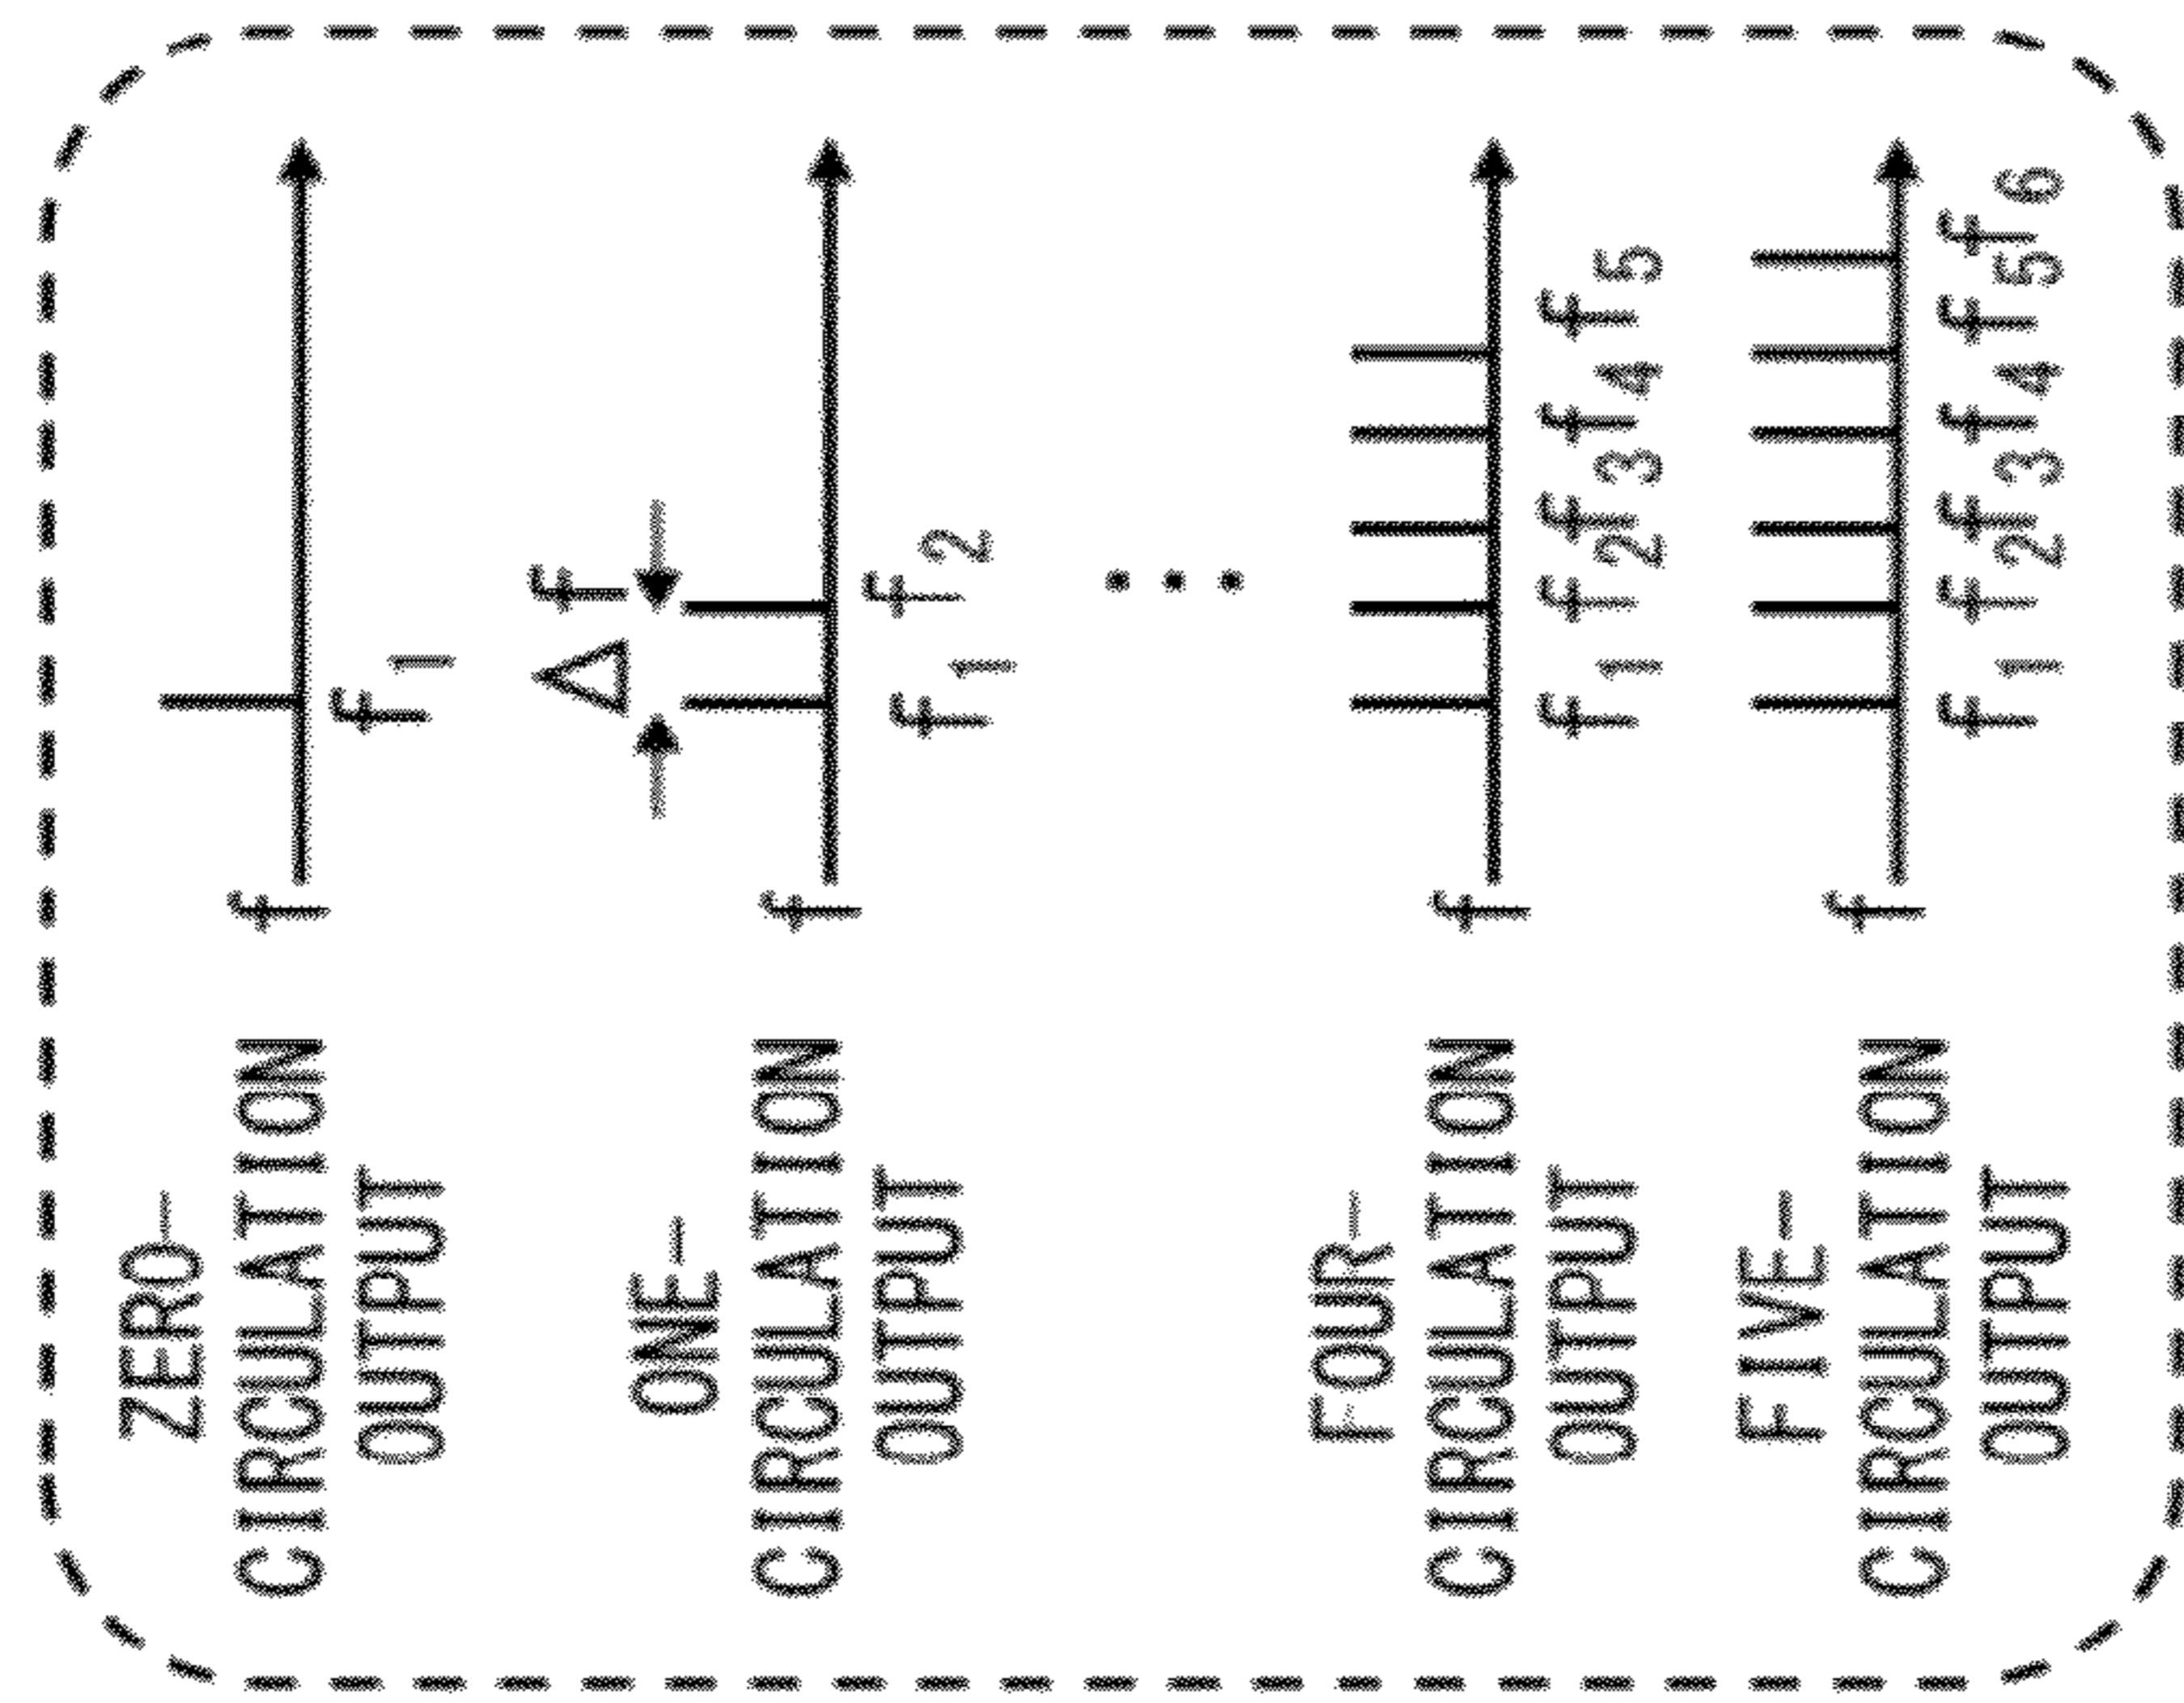 ZERO-
CIRCULATION
OUTPUT
f
f1
ONE-
CIRCULATION
OUTPUT
f
Δf
f1 f2
...
FOUR-
CIRCULATION
OUTPUT
f
f1 f2 f3 f4 f5
FIVE-
CIRCULATION
OUTPUT
f
f1 f2 f3 f4 f5 f6